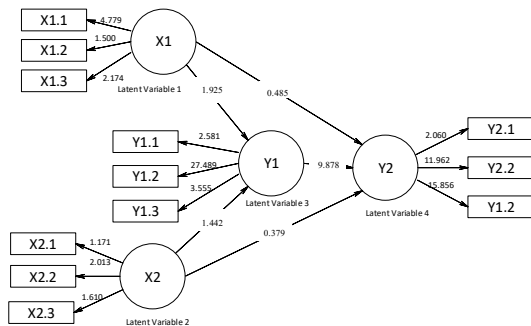 X1.1
4.779
X1
X1.2
1.500
X1.3
2.174
Latent Variable 1
1.925
0.485
Y1.1
2.581
Y1
Y1.2
27.489
Y1.3
3.555
Latent Variable 3
9.878
Y2
Latent Variable 4
2.060
Y2.1
11.962
Y2.2
15.856
Y1.2
1.442
0.379
X2.1
1.171
X2
X2.2
2.013
X2.3
1.610
Latent Variable 2